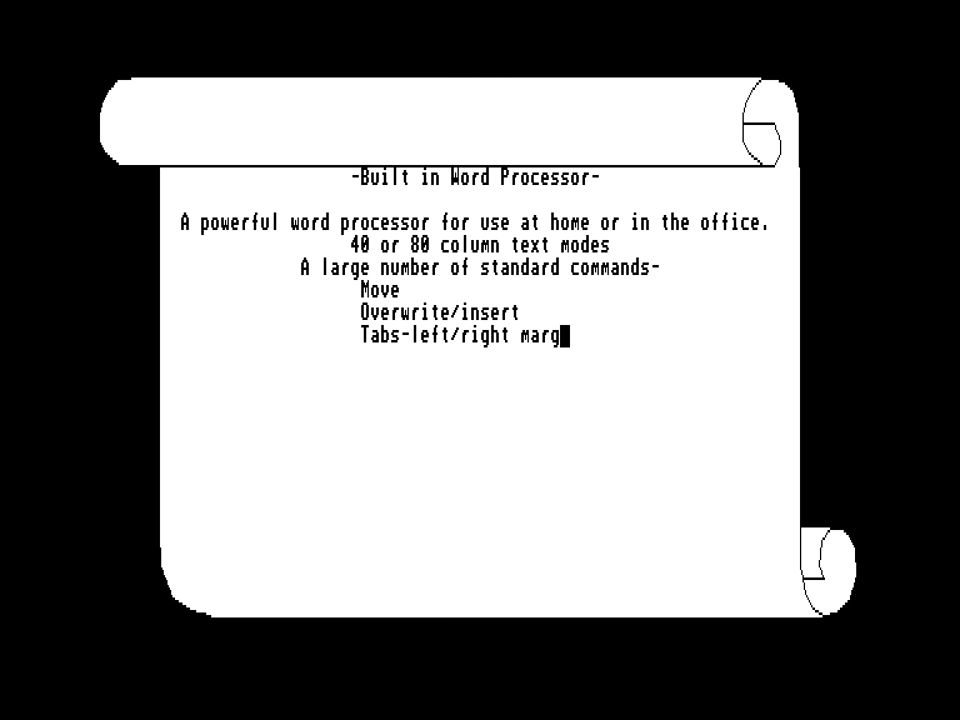 -Built in Word Processor-
A powerful word processor for use at home or in the office.
40 or 80 column text modes
A large number of standard commands-
Move
Overwrite/insert
Tabs-left/right marg